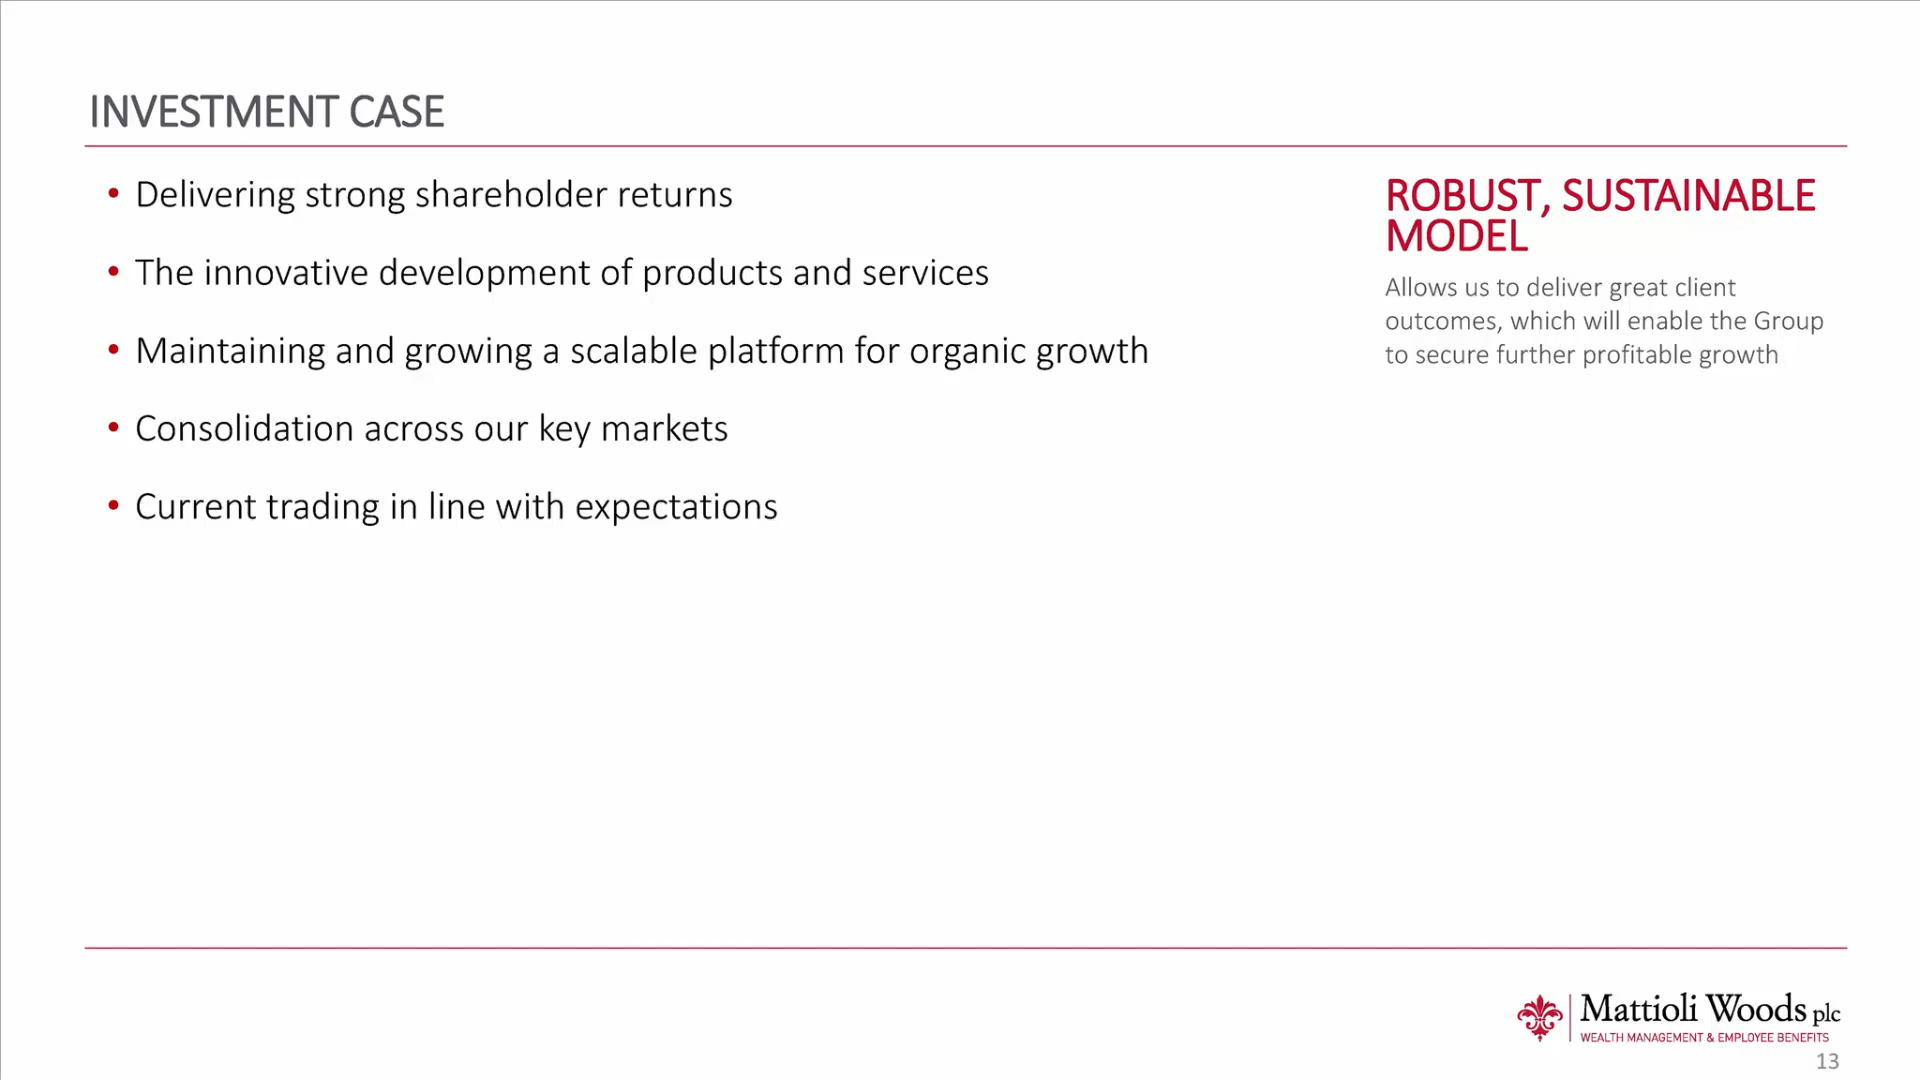 INVESTMENT CASE
• Delivering strong shareholder returns
• The innovative development of products and services
• Maintaining and growing a scalable platform for organic growth
• Consolidation across our key markets
• Current trading in line with expectations
ROBUST, SUSTAINABLE
MODEL
Allows us to deliver great client
outcomes, which will enable the Group
to secure further profitable growth
Mattioli Woods plc
WEALTH MANAGEMENT & EMPLOYEE BENEFITS
13